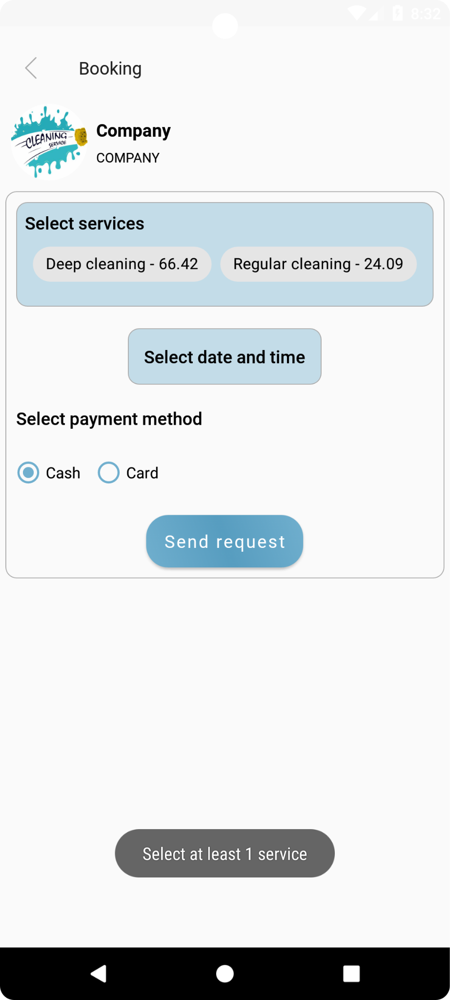 8:32
Booking
CLEANING
SERVICE
Company
COMPANY
Select services
Deep cleaning - 66.42
Regular cleaning - 24.09
Select date and time
Select payment method
Cash
Card
Send request
Select at least 1 service